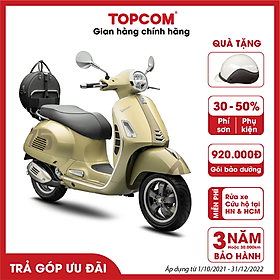 TOPCOM®
Gian hàng chính hãng
QUÀ TẶNG
30 - 50%
Phí sơn
Phụ kiện
920.000Đ
Gói bảo dưỡng
MIỄN PHÍ
Rửa xe
Cứu hộ tại
HN & HCM
3 NĂM
Hoặc 30.000km
BẢO HÀNH
TRẢ GÓP ƯU ĐÃI
Áp dụng từ 1/10/2021 - 31/12/2022